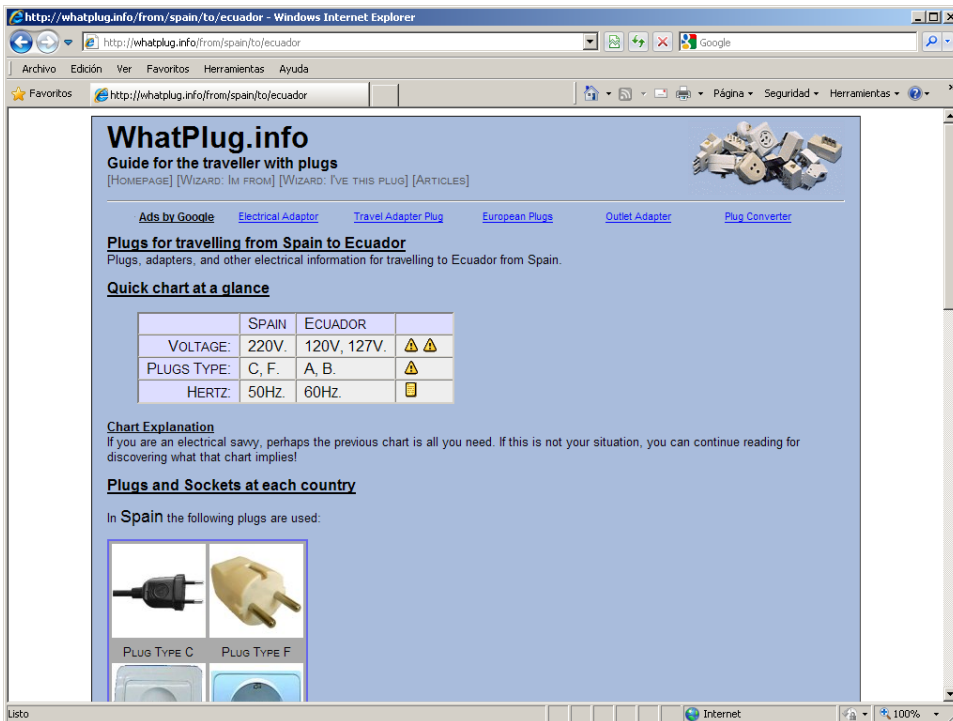 http://whatplug.info/from/spain/to/ecuador - Windows Internet Explorer
http://whatplug.info/from/spain/to/ecuador
Google
Archivo Edición Ver Favoritos Herramientas Ayuda
Favoritos http://whatplug.info/from/spain/to/ecuador Página Seguridad Herramientas
WhatPlug.info
Guide for the traveller with plugs
[HOMEPAGE] [WIZARD: IM FROM] [WIZARD: I'VE THIS PLUG] [ARTICLES]
Ads by Google Electrical Adaptor Travel Adapter Plug European Plugs Outlet Adapter Plug Converter
Plugs for travelling from Spain to Ecuador
Plugs, adapters, and other electrical information for travelling to Ecuador from Spain.
Quick chart at a glance
SPAIN ECUADOR
VOLTAGE: 220V. 120V, 127V.
PLUGS TYPE: C, F. A, B.
HERTZ: 50HZ. 60HZ.
Chart Explanation
If you are an electrical savvy, perhaps the previous chart is all you need. If this is not your situation, you can continue reading for
discovering what that chart implies!
Plugs and Sockets at each country
In Spain the following plugs are used:
PLUG TYPE C PLUG TYPE F
Listo Internet 100%